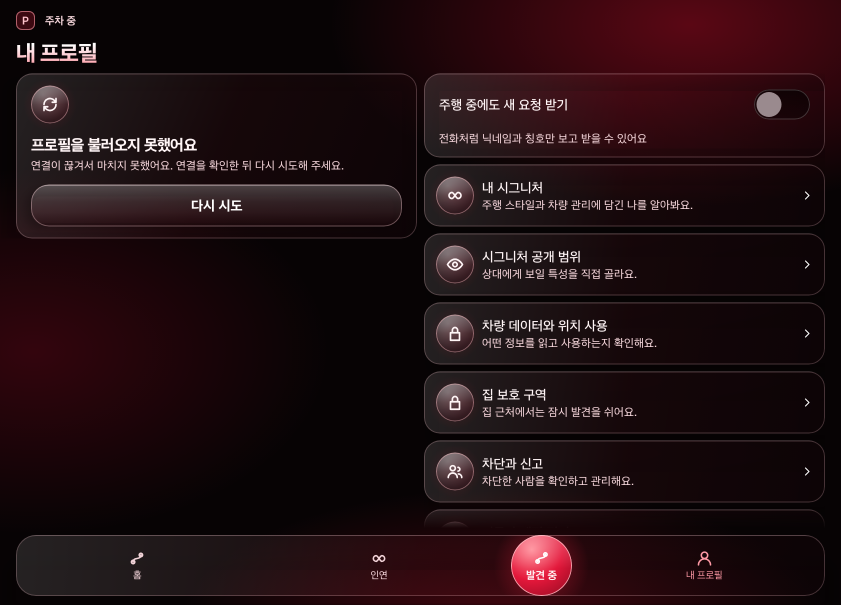 P 주차 중
내 프로필
프로필을 불러오지 못했어요
연결이 끊겨서 마치지 못했어요. 연결을 확인한 뒤 다시 시도해 주세요.
다시 시도
주행 중에도 새 요청 받기
전화처럼 닉네임과 칭호만 보고 받을 수 있어요
내 시그니처
주행 스타일과 차량 관리에 담긴 나를 알아봐요.
시그니처 공개 범위
상대에게 보일 특성을 직접 골라요.
차량 데이터와 위치 사용
어떤 정보를 읽고 사용하는지 확인해요.
집 보호 구역
집 근처에서는 잠시 발견을 쉬어요.
차단과 신고
차단한 사람을 확인하고 관리해요.
홈
인연
발견 중
내 프로필